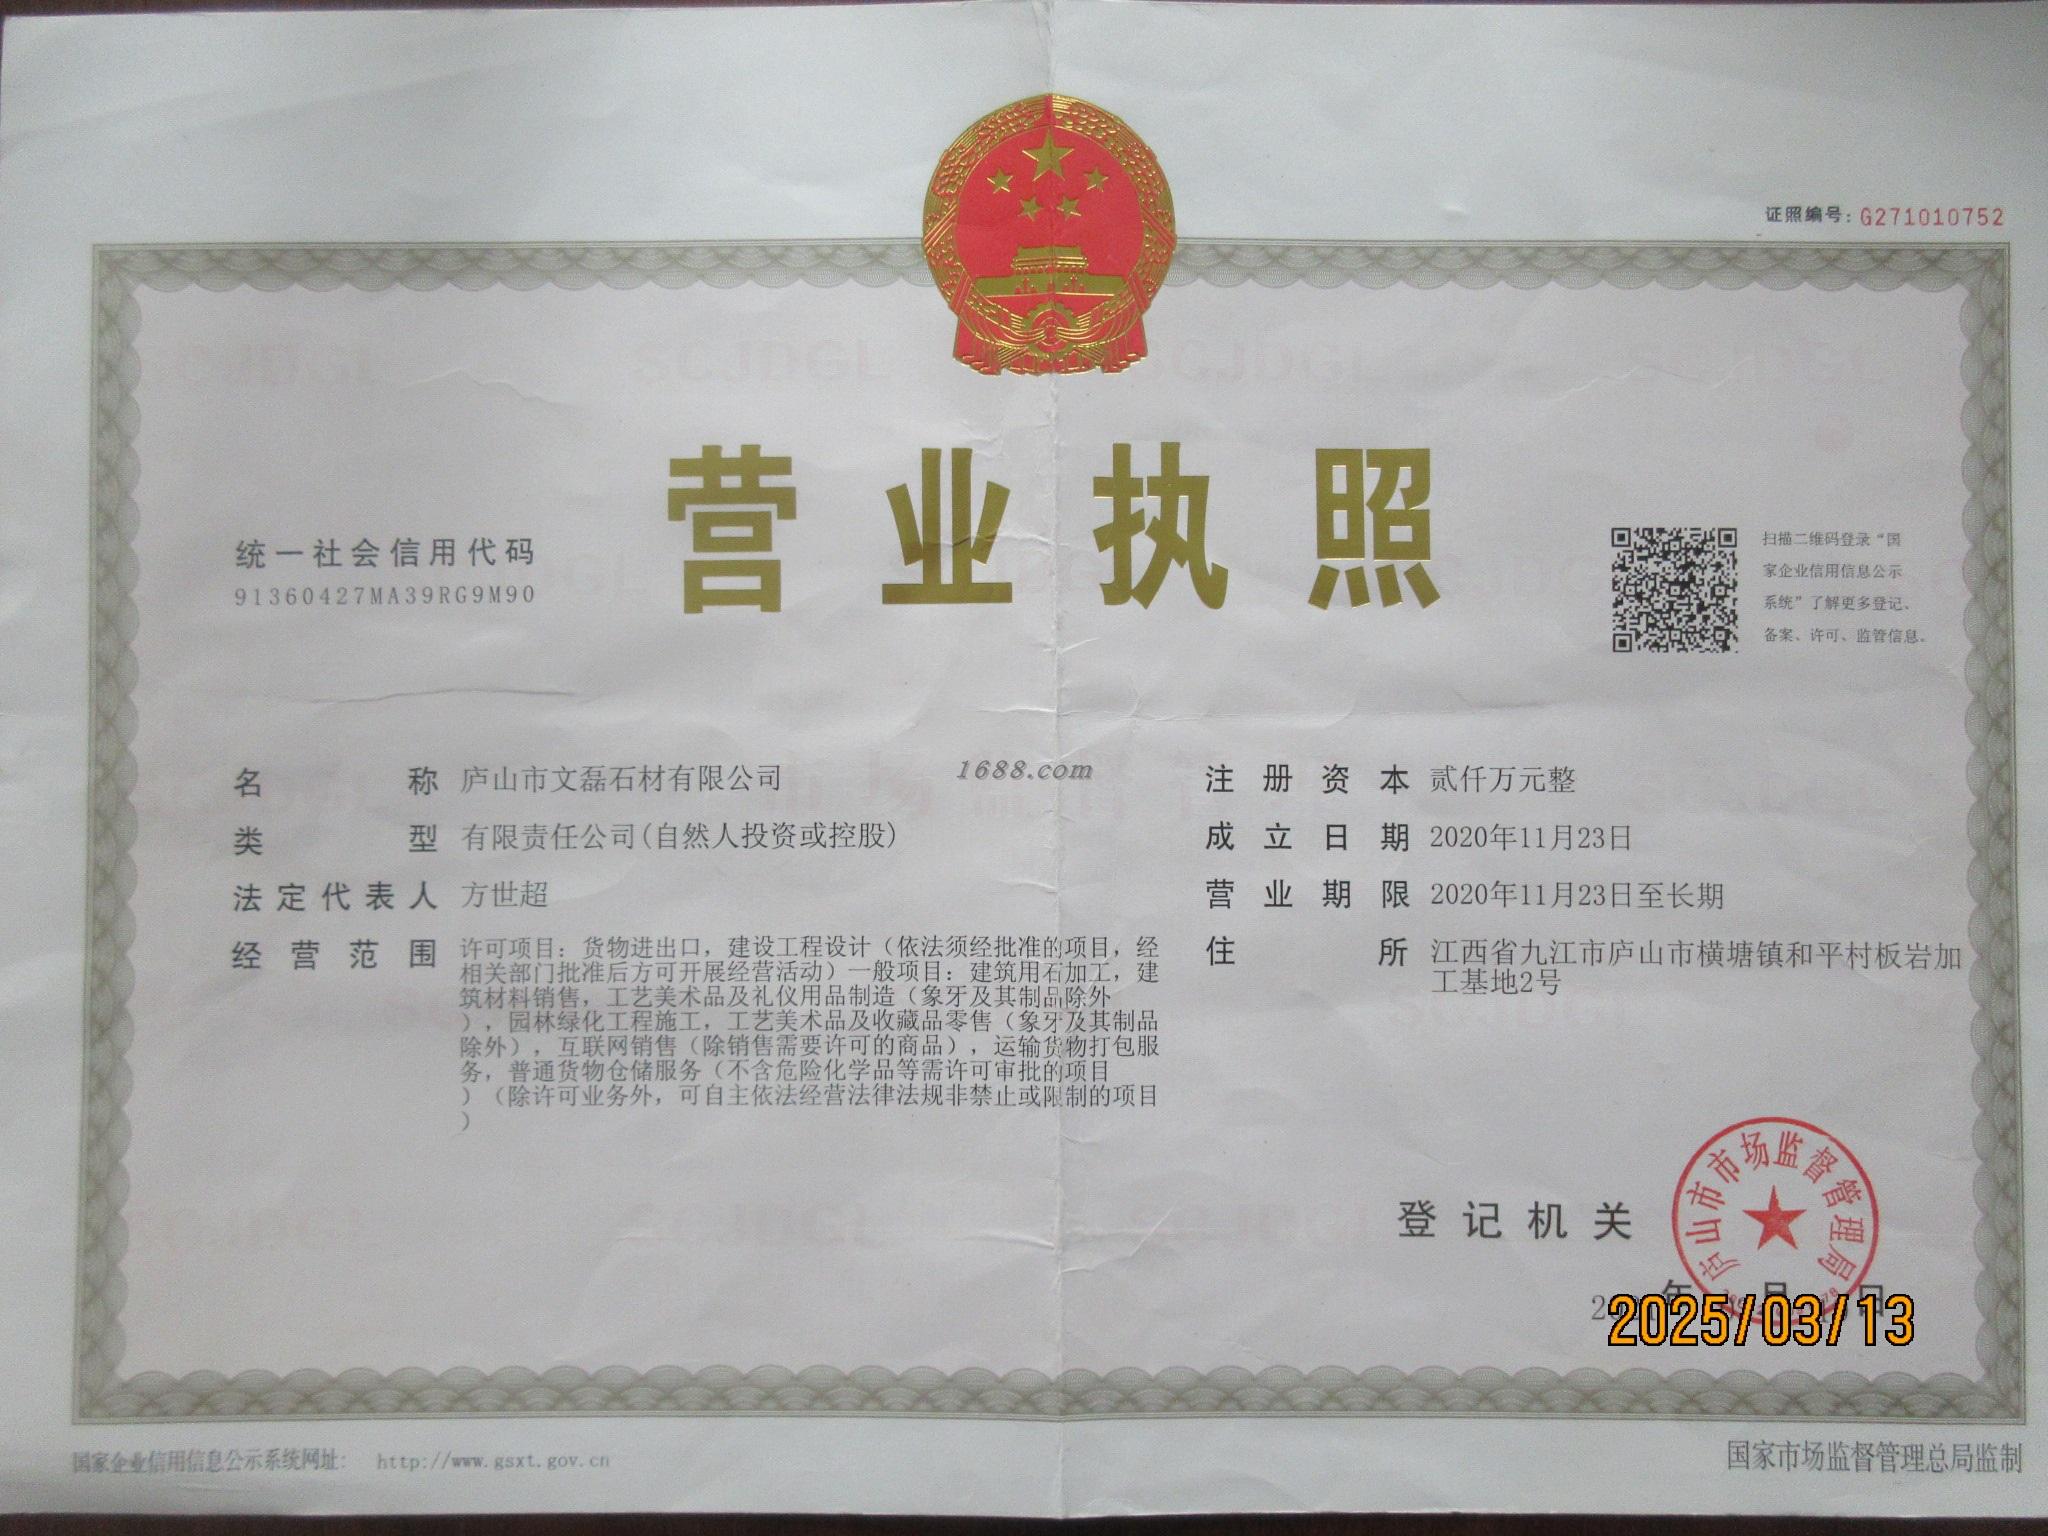 证照编号：G271010752
营业执照
统一社会信用代码
91360427MA39RG9M90
扫描二维码登录“国
家企业信用信息公示
系统”了解更多登记、
备案、许可、监管信息。
1688.com
名称 庐山市文磊石材有限公司
类型 有限责任公司(自然人投资或控股)
法定代表人 方世超
经营范围 许可项目：货物进出口，建设工程设计（依法须经批准的项目，经
相关部门批准后方可开展经营活动）一般项目：建筑用石加工，建
筑材料销售，工艺美术品及礼仪用品制造（象牙及其制品除外
），园林绿化工程施工，工艺美术品及收藏品零售（象牙及其制品
除外），互联网销售（除销售需要许可的商品），运输货物打包服
务，普通货物仓储服务（不含危险化学品等需许可审批的项目
）（除许可业务外，可自主依法经营法律法规非禁止或限制的项目
）
注册资本 贰仟万元整
成立日期 2020年11月23日
营业期限 2020年11月23日至长期
住所 江西省九江市庐山市横塘镇和平村板岩加
工基地2号
登记机关
庐山市市场监督管理局
年 月 日
2025/03/13
国家企业信用信息公示系统网址： http://www.gsxt.gov.cn
国家市场监督管理总局监制